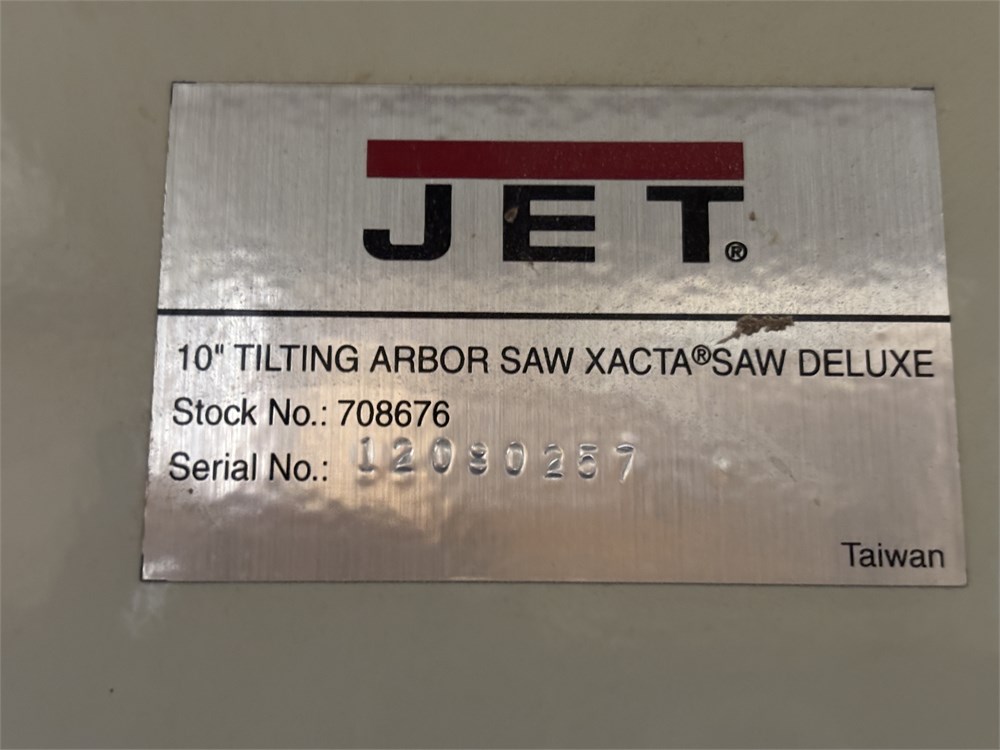 JET®
10" TILTING ARBOR SAW XACTA®SAW DELUXE
Stock No.: 708676
Serial No.: 12080257
Taiwan